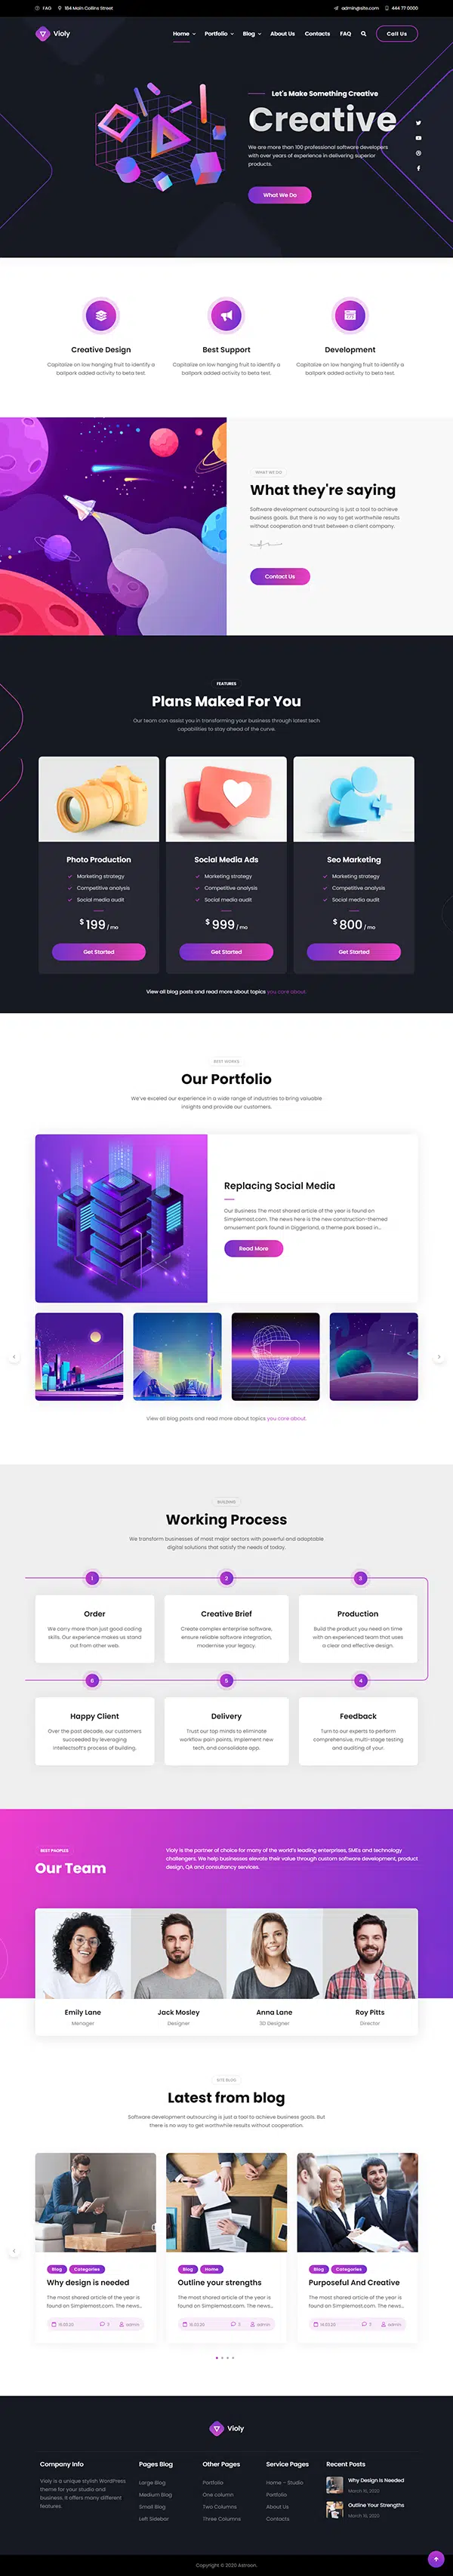 FAQ
184 Main Collins Street
admin@site.com
444 77 0000
Violy
Home
Portfolio
Blog
About Us
Contacts
FAQ
Call Us
Let's Make Something Creative
Creative
We are more than 100 professional software developers
with over years of experience in delivering superior
products.
What We Do
Creative Design
Capitalize on low hanging fruit to identify a
ballpark added activity to beta test.
Best Support
Capitalize on low hanging fruit to identify a
ballpark added activity to beta test.
Development
Capitalize on low hanging fruit to identify a
ballpark added activity to beta test.
WHAT WE DO
What they're saying
Software development outsourcing is just a tool to achieve
business goals. But there is no way to get worthwhile results
without cooperation and trust between a client company.
Contact Us
FEATURES
Plans Maked For You
Our team can assist you in transforming your business through latest tech
capabilities to stay ahead of the curve.
Photo Production
Marketing strategy
Competitive analysis
Social media audit
$ 199 / mo
Get Started
Social Media Ads
Marketing strategy
Competitive analysis
Social media audit
$ 999 / mo
Get Started
Seo Marketing
Marketing strategy
Competitive analysis
Social media audit
$ 800 / mo
Get Started
View all blog posts and read more about topics you care about.
BEST WORKS
Our Portfolio
We've exceled our experience in a wide range of industries to bring valuable
insights and provide our customers.
Replacing Social Media
Our Business The most shared article of the year is found on
Simplemost.com. The news here is the new construction-themed
amusement park found in Diggerland, a theme park based in...
Read More
View all blog posts and read more about topics you care about.
BUILDING
Working Process
We transform businesses of most major sectors with powerful and adaptable
digital solutions that satisfy the needs of today.
1
2
3
Order
We carry more than just good coding
skills. Our experience makes us stand
out from other web.
Creative Brief
Create complex enterprise software,
ensure reliable software integration,
modernise your legacy.
Production
Build the product you need on time
with an experienced team that uses
a clear and effective design.
6
5
4
Happy Client
Over the past decade, our customers
succeeded by leveraging
Intellectsoft's process of building.
Delivery
Trust our top minds to eliminate
workflow pain points, implement new
tech, and consolidate app.
Feedback
Turn to our experts to perform
comprehensive, multi-stage testing
and auditing of your.
BEST PEOPLES
Our Team
Violy is the partner of choice for many of the world's leading enterprises, SMEs and technology
challengers. We help businesses elevate their value through custom software development, product
design, QA and consultancy services.
Emily Lane
Menager
Jack Mosley
Designer
Anna Lane
3D Designer
Roy Pitts
Director
SITE BLOG
Latest from blog
Software development outsourcing is just a tool to achieve business goals. But
there is no way to get worthwhile results without cooperation.
Blog
Categories
Why design is needed
The most shared article of the year is
found on Simplemost.com. The news...
admin
Blog
Home
Outline your strengths
The most shared article of the year is
found on Simplemost.com. The news...
admin
Blog
Categories
Purposeful And Creative
The most shared article of the year is
found on Simplemost.com. The news...
admin
Violy
Company Info
Violy is a unique stylish WordPress
theme for your studio and
business. It offers many different
features.
Pages Blog
Large Blog
Medium Blog
Small Blog
Left Sidebar
Other Pages
Portfolio
One column
Two Columns
Three Columns
Service Pages
Home – Studio
Portfolio
About Us
Contacts
Recent Posts
Why Design Is Needed
March 16, 2020
Outline Your Strengths
March 15, 2020
Copyright © 2020 Astroon.